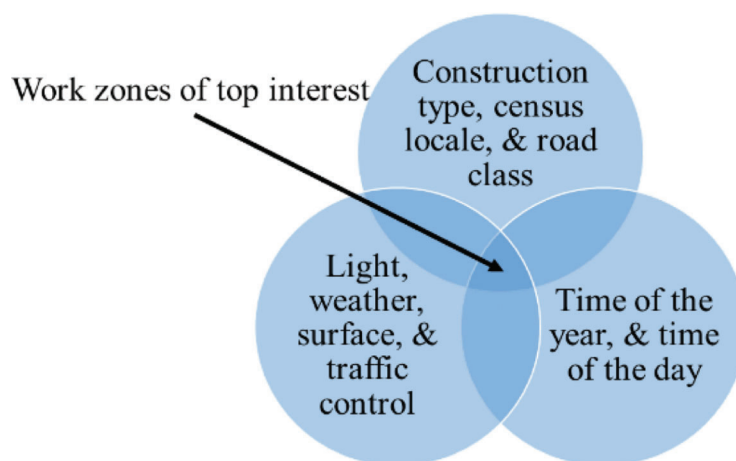 Work zones of top interest
Construction
type, census
locale, & road
class
Light,
weather,
surface, &
traffic
control
Time of the
year, & time
of the day